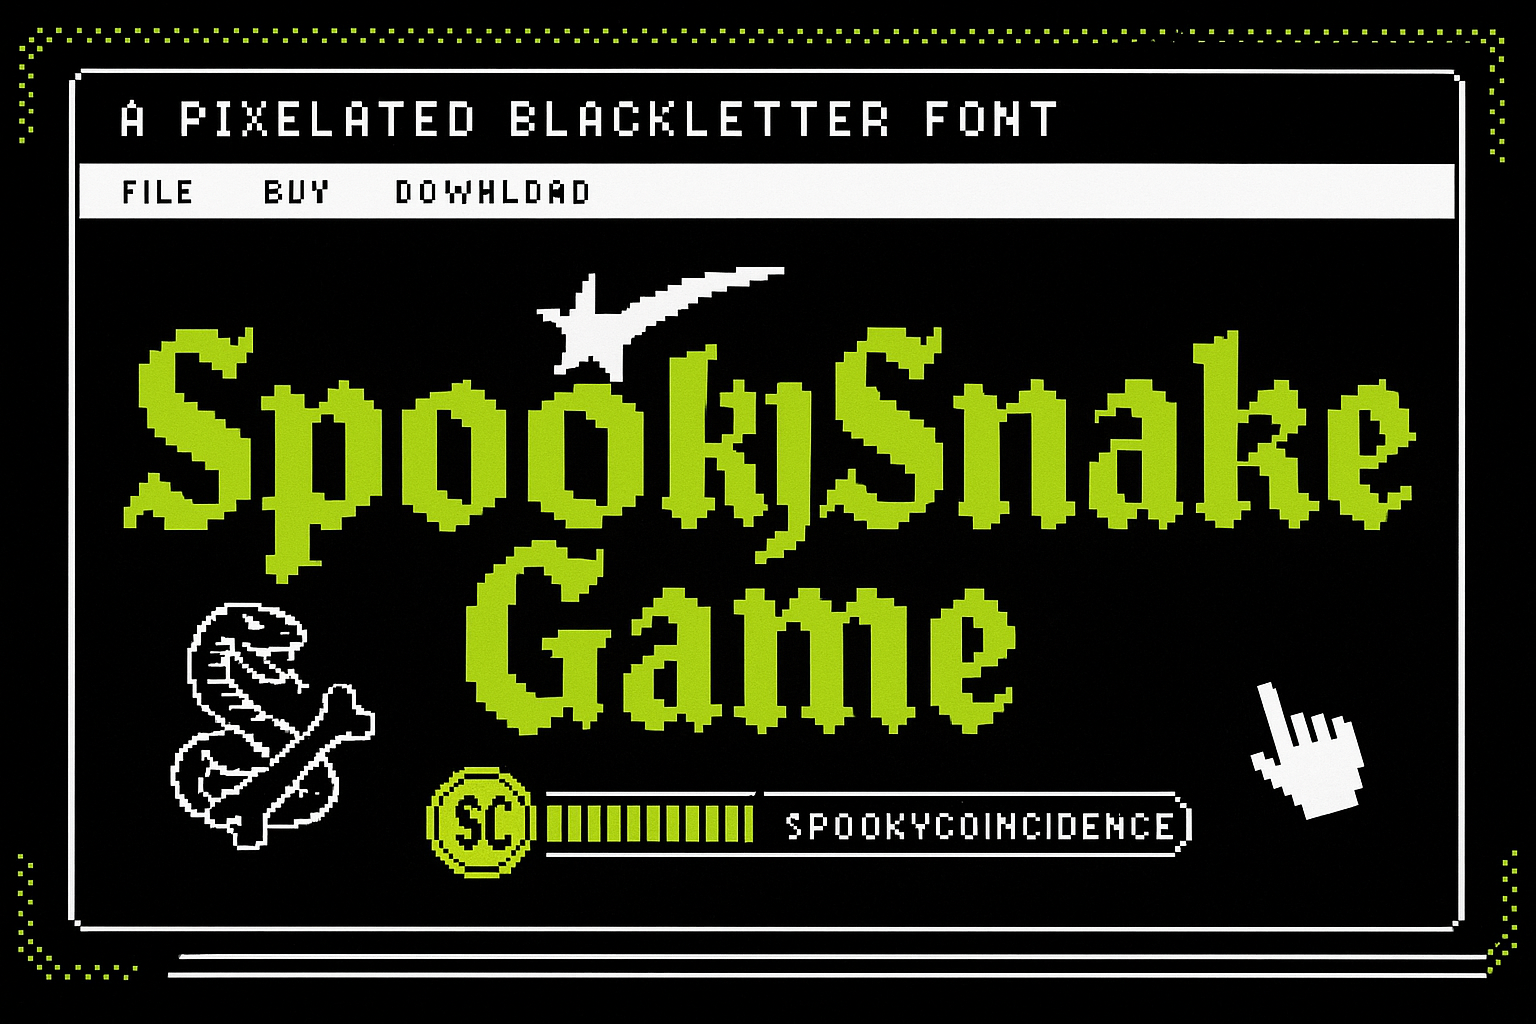 A PIXELATED BLACKLETTER FONT
FILE BUY DOWHLDAD
SpookySnake
Game
SC SPOOKYCOINCIDENCE